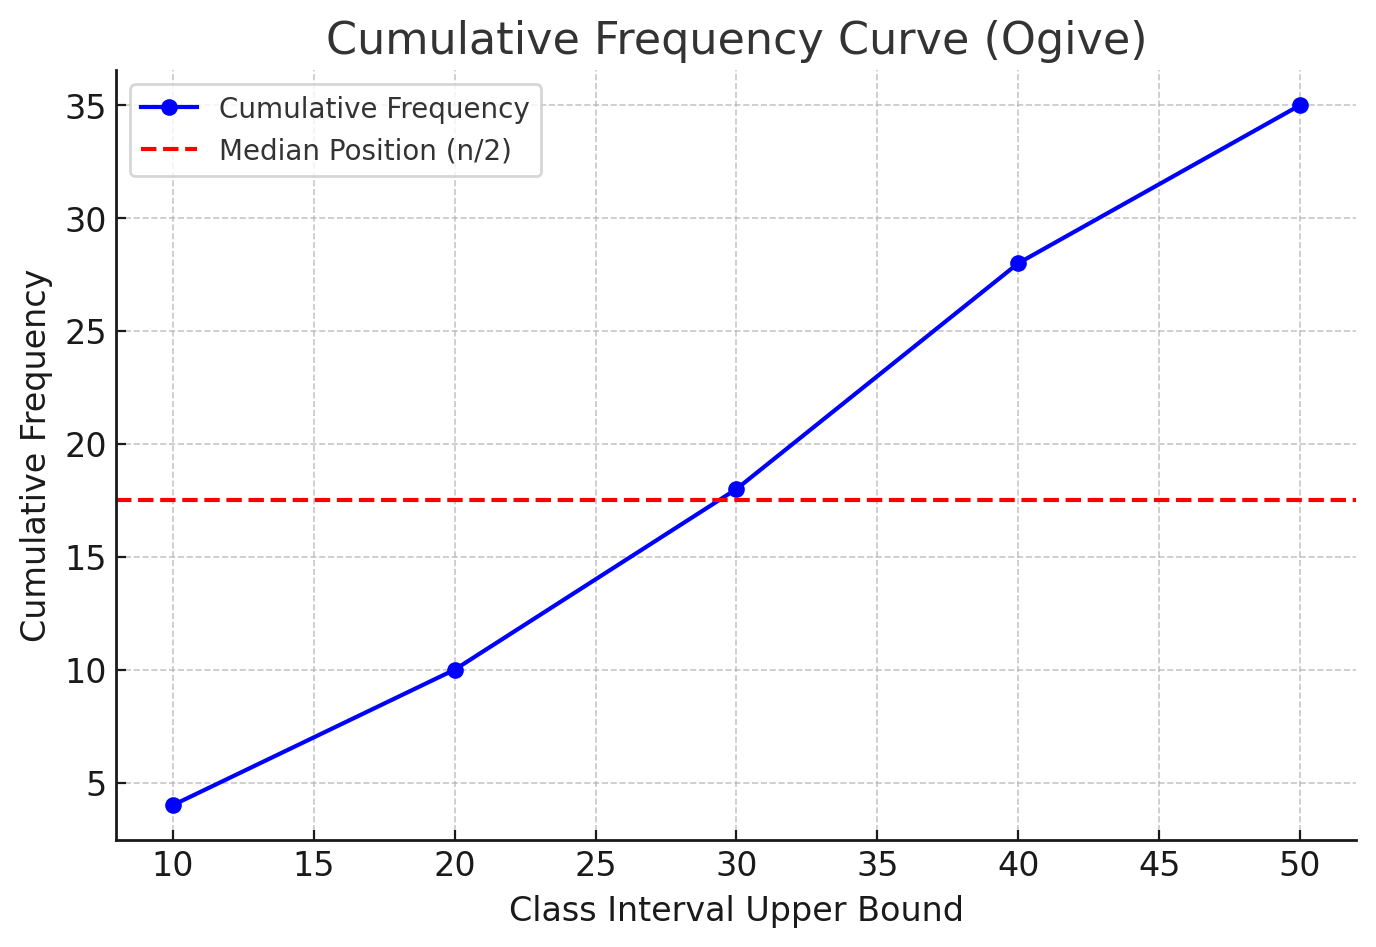 Cumulative Frequency Curve (Ogive)
Cumulative Frequency
Median Position (n/2)
Cumulative Frequency
35
30
25
20
15
10
5
10 15 20 25 30 35 40 45 50
Class Interval Upper Bound